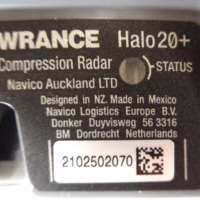 WRANCE Halo20+
Compression Radar
STATUS
Navico Auckland LTD
Designed in NZ. Made in Mexico
Navico Logistics Europe B.V.
Donker Duyvisweg 56 3316
BM Dordrecht Netherlands
2102502070